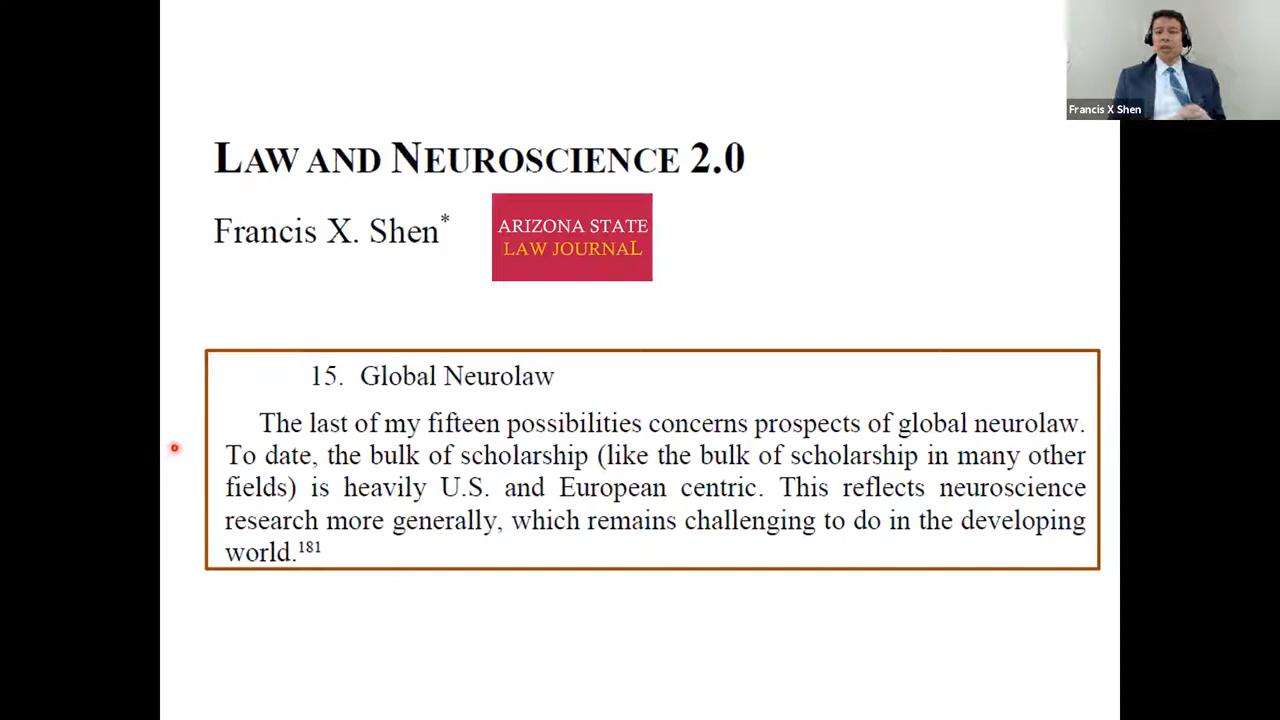 Francis X Shen
LAW AND NEUROSCIENCE 2.0
Francis X. Shen*
ARIZONA STATE
LAW JOURNAL
15. Global Neurolaw
The last of my fifteen possibilities concerns prospects of global neurolaw.
To date, the bulk of scholarship (like the bulk of scholarship in many other
fields) is heavily U.S. and European centric. This reflects neuroscience
research more generally, which remains challenging to do in the developing
world.181